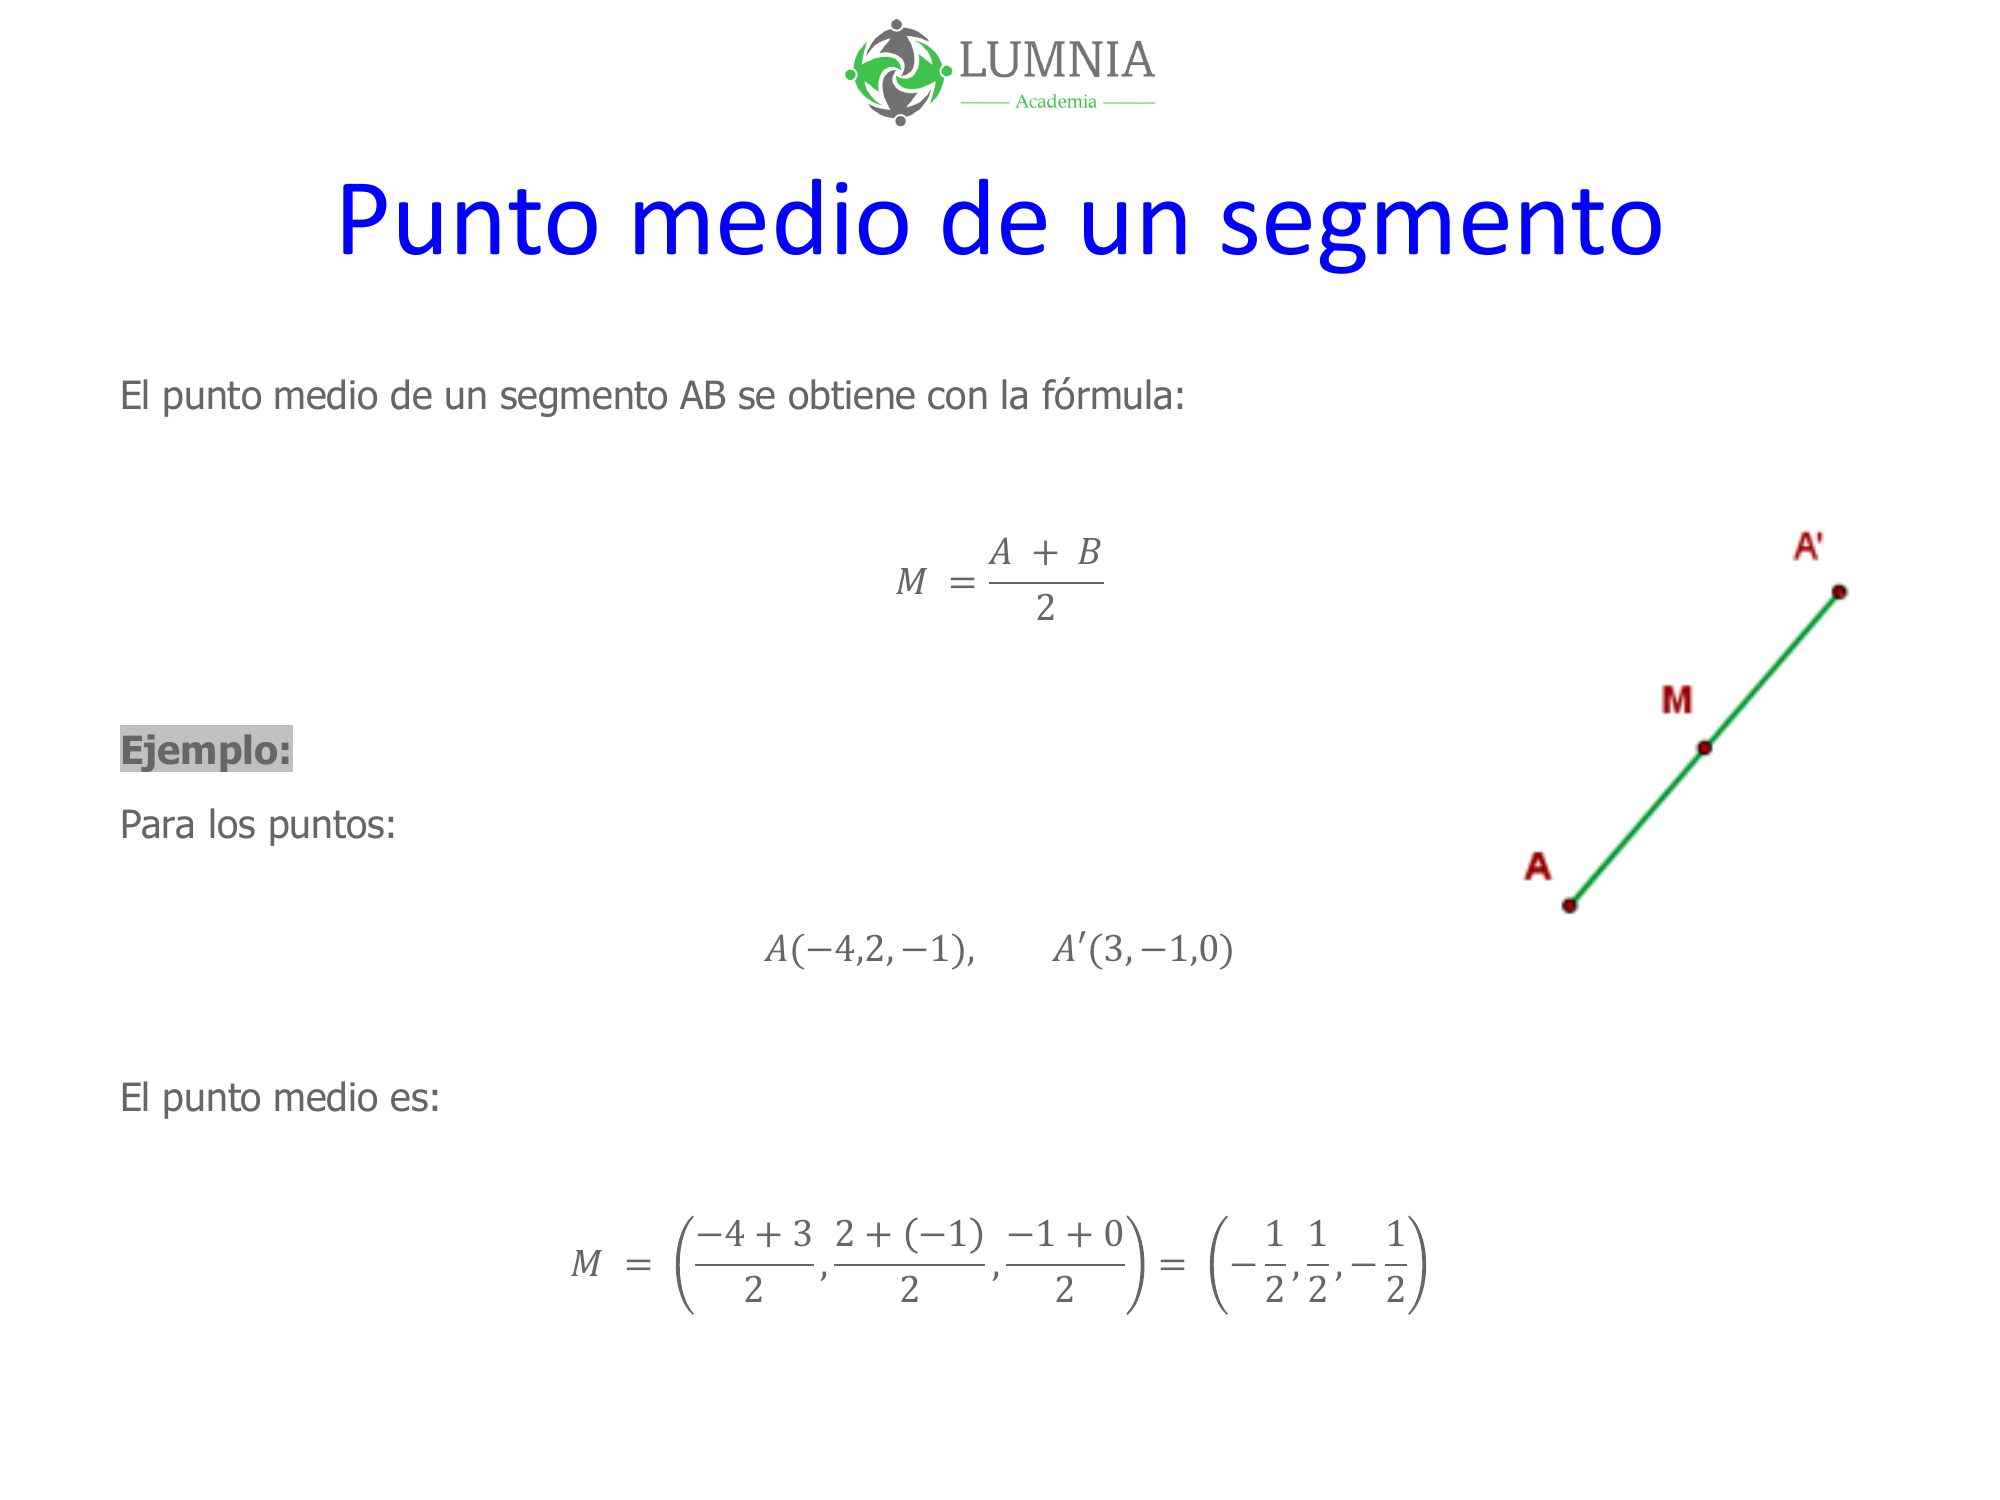 LUMNIA
Academia
Punto medio de un segmento
El punto medio de un segmento AB se obtiene con la fórmula:
M = \frac{A + B}{2}
A'
M
A
Ejemplo:
Para los puntos:
A(−4,2,−1), A′(3,−1,0)
El punto medio es:
M = \left(\frac{−4+3}{2},\frac{2+(−1)}{2},\frac{−1+0}{2}\right) = \left(−\frac{1}{2},\frac{1}{2},−\frac{1}{2}\right)